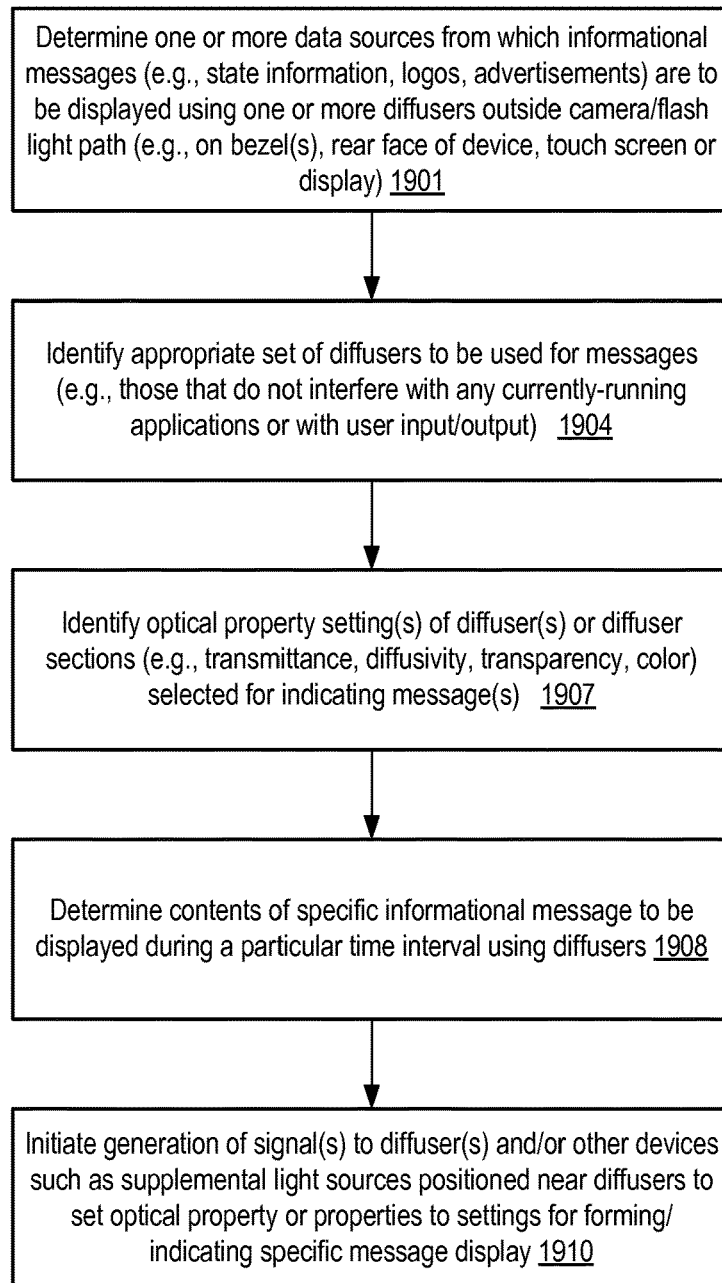 Determine one or more data sources from which informational
messages (e.g., state information, logos, advertisements) are to
be displayed using one or more diffusers outside camera/flash
light path (e.g., on bezel(s), rear face of device, touch screen or
display) 1901
Identify appropriate set of diffusers to be used for messages
(e.g., those that do not interfere with any currently-running
applications or with user input/output) 1904
Identify optical property setting(s) of diffuser(s) or diffuser
sections (e.g., transmittance, diffusivity, transparency, color)
selected for indicating message(s) 1907
Determine contents of specific informational message to be
displayed during a particular time interval using diffusers 1908
Initiate generation of signal(s) to diffuser(s) and/or other devices
such as supplemental light sources positioned near diffusers to
set optical property or properties to settings for forming/
indicating specific message display 1910